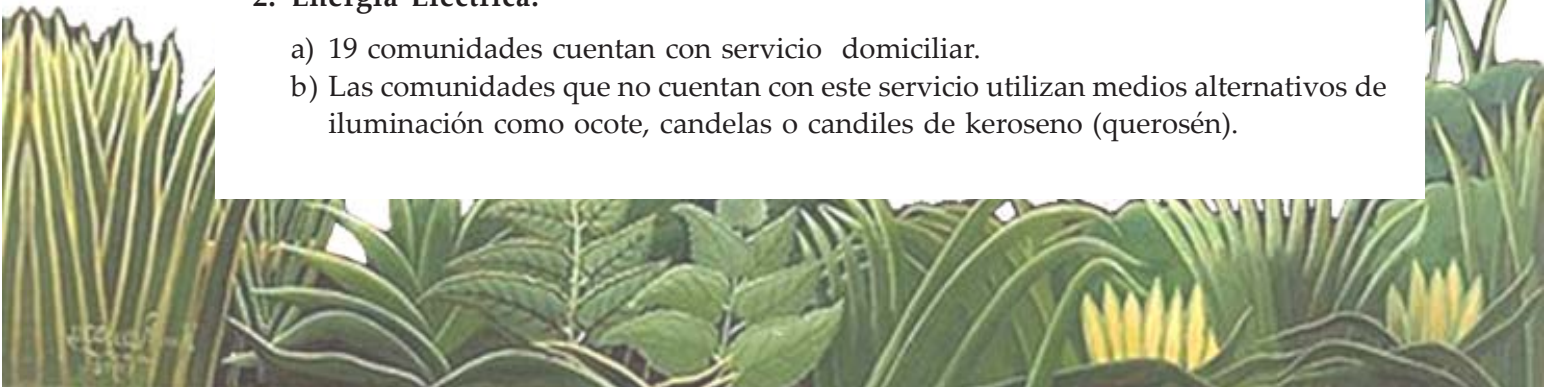 2. Energía Eléctrica.
a) 19 comunidades cuentan con servicio domiciliar.
b) Las comunidades que no cuentan con este servicio utilizan medios alternativos de
iluminación como ocote, candelas o candiles de keroseno (querosén).